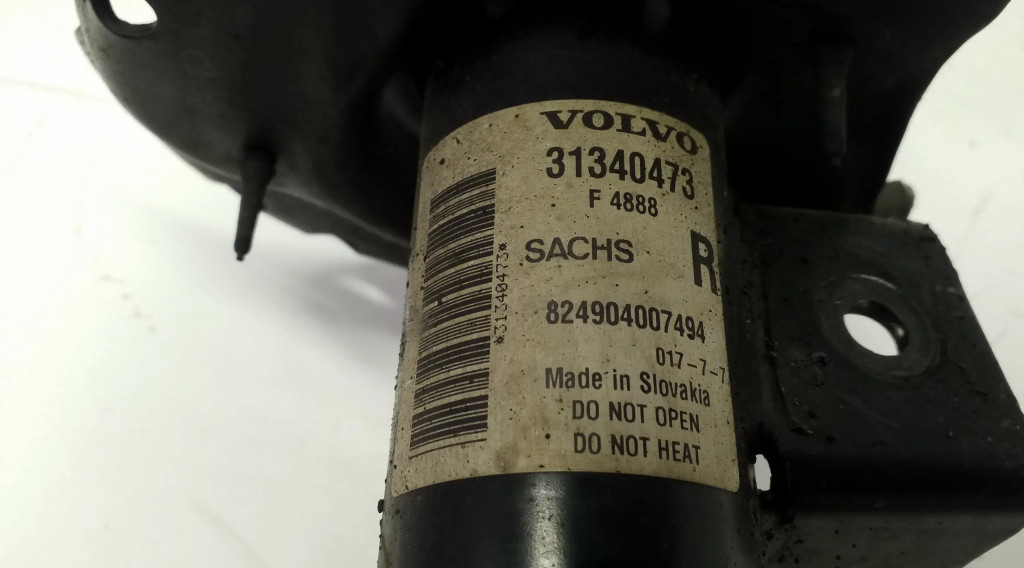 VOLVO
31340473
F 4888
SACHS R
*31340473*
824904007494
017-7-7
Made in Slovakia
DO NOT OPEN
DO NOT HEAT